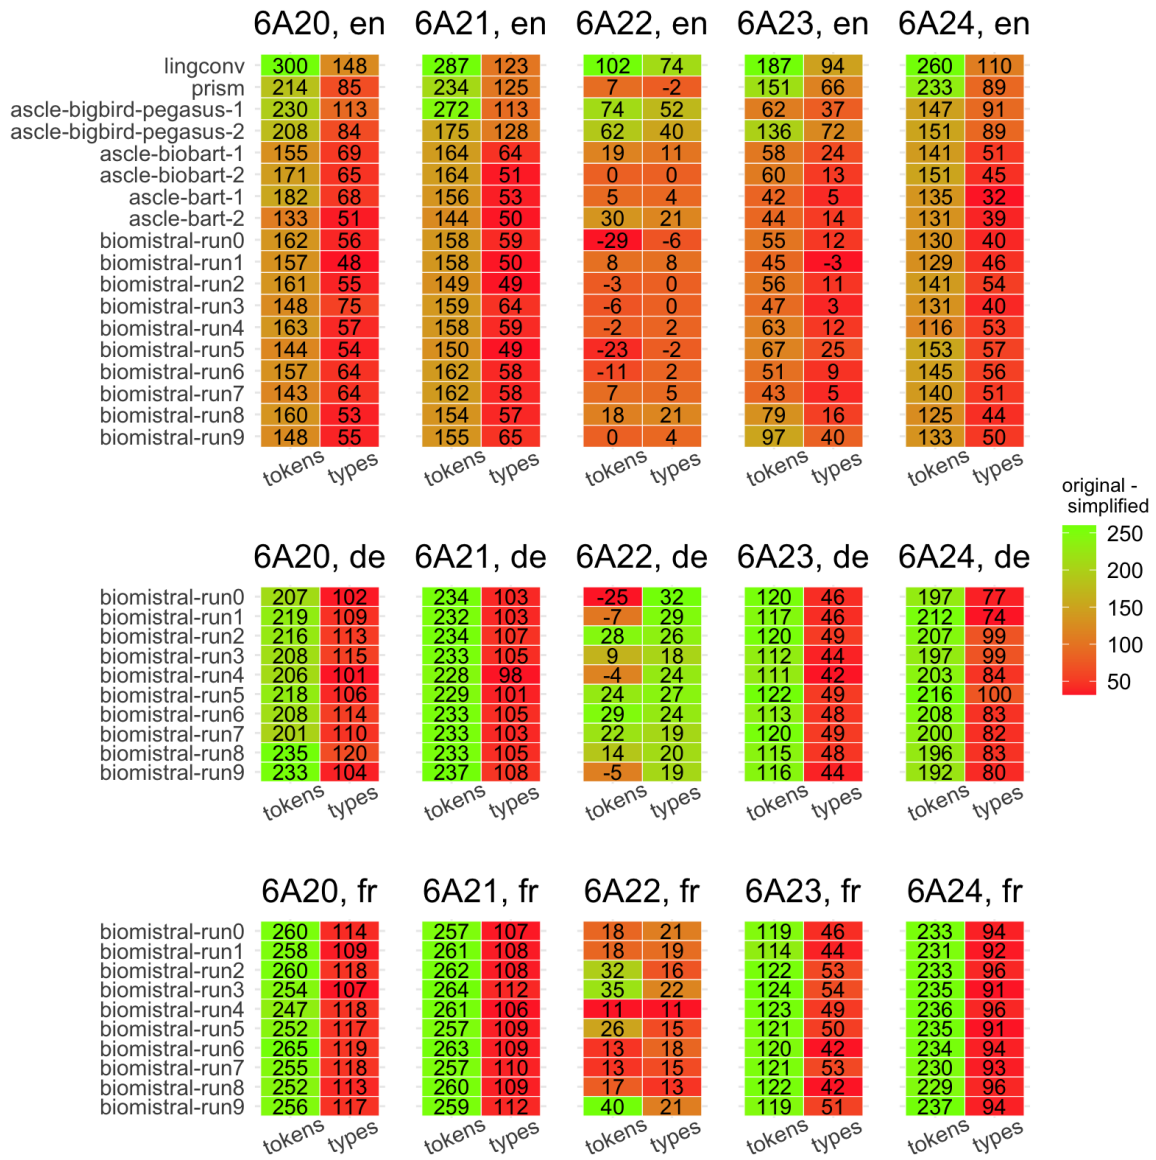 6A20, en 6A21, en 6A22, en 6A23, en 6A24, en
lingconv 300 148 287 123 102 74 187 94 260 110
prism 214 85 234 125 7 -2 151 66 233 89
ascle-bigbird-pegasus-1 230 113 272 113 74 52 62 37 147 91
ascle-bigbird-pegasus-2 208 84 175 128 62 40 136 72 151 89
ascle-biobart-1 155 69 164 64 19 11 58 24 141 51
ascle-biobart-2 171 65 164 51 0 0 60 13 151 45
ascle-bart-1 182 68 156 53 5 4 42 5 135 32
ascle-bart-2 133 51 144 50 30 21 44 14 131 39
biomistral-run0 162 56 158 59 -29 -6 55 12 130 40
biomistral-run1 157 48 158 50 8 8 45 -3 129 46
biomistral-run2 161 55 149 49 -3 0 56 11 141 54
biomistral-run3 148 75 159 64 -6 0 47 3 131 40
biomistral-run4 163 57 158 59 -2 2 63 12 116 53
biomistral-run5 144 54 150 49 -23 -2 67 25 153 57
biomistral-run6 157 64 162 58 -11 2 51 9 145 56
biomistral-run7 143 64 162 58 7 5 43 5 140 51
biomistral-run8 160 53 154 57 18 21 79 16 125 44
biomistral-run9 148 55 155 65 0 4 97 40 133 50
tokens types tokens types tokens types tokens types tokens types
original -
simplified
250
200
150
100
50
6A20, de 6A21, de 6A22, de 6A23, de 6A24, de
biomistral-run0 207 102 234 103 -25 32 120 46 197 77
biomistral-run1 219 109 232 103 -7 29 117 46 212 74
biomistral-run2 216 113 234 107 28 26 120 49 207 99
biomistral-run3 208 115 233 105 9 18 112 44 197 99
biomistral-run4 206 101 228 98 -4 24 111 42 203 84
biomistral-run5 218 106 229 101 24 27 122 49 216 100
biomistral-run6 208 114 233 105 29 24 113 48 208 83
biomistral-run7 201 110 233 103 22 19 120 49 200 82
biomistral-run8 235 120 233 105 14 20 115 48 196 83
biomistral-run9 233 104 237 108 -5 19 116 44 192 80
tokens types tokens types tokens types tokens types tokens types
6A20, fr 6A21, fr 6A22, fr 6A23, fr 6A24, fr
biomistral-run0 260 114 257 107 18 21 119 46 233 94
biomistral-run1 258 109 261 108 18 19 114 44 231 92
biomistral-run2 260 118 262 108 32 16 122 53 233 96
biomistral-run3 254 107 264 112 35 22 124 54 235 91
biomistral-run4 247 118 261 106 11 11 123 49 236 96
biomistral-run5 252 117 257 109 26 15 121 50 235 91
biomistral-run6 265 119 263 109 13 18 120 42 234 94
biomistral-run7 255 118 257 110 13 15 121 53 230 93
biomistral-run8 252 113 260 109 17 13 122 42 229 96
biomistral-run9 256 117 259 112 40 21 119 51 237 94
tokens types tokens types tokens types tokens types tokens types